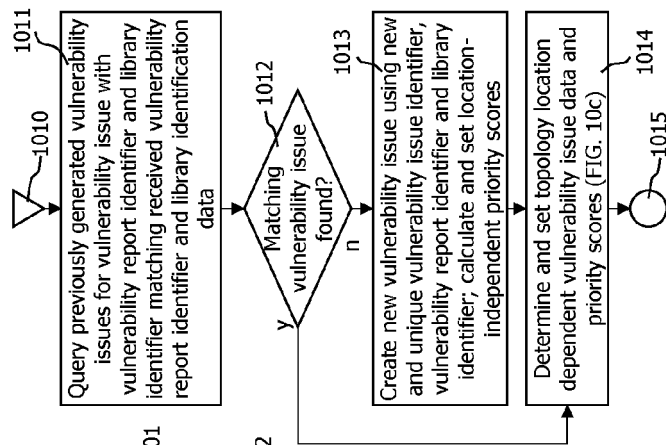 1010
1011
Query previously generated vulnerability
issues for vulnerability issue with
vulnerability report identifier and library
identifier matching received vulnerability
report identifier and library identification
data
01
1012
Matching
vulnerability issue
found?
y
n
2
1013
Create new vulnerability issue using new
and unique vulnerability issue identifier,
vulnerability report identifier and library
identifier; calculate and set location-
independent priority scores
Determine and set topology location
dependent vulnerability issue data and
priority scores (FIG. 10c)
1014
1015